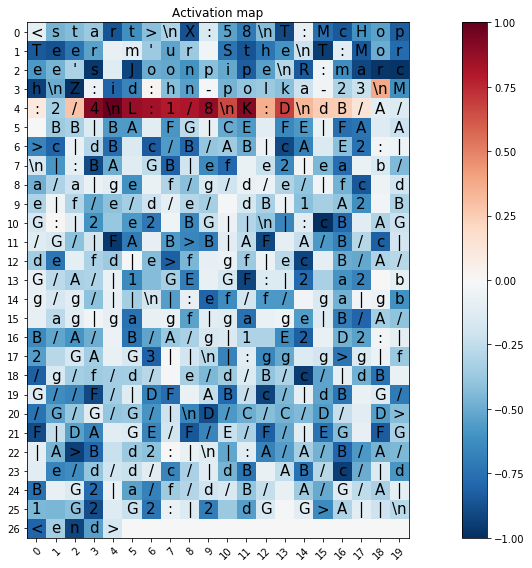 Activation map
0 < s t a r t > \n X : 5 8 \n T : M c H o p
1 T e e r   m ' u r   S t h e \n T : M o r
2 e e ' s   J o o n p i p e \n R : m a r c
3 h \n Z : i d : h n - p o l k a - 2 3 \n M
4 : 2 / 4 \n L : 1 / 8 \n K : D \n d B / A /
5   B B | B A   F G | C E   F E | F A   A
6 > c | d B   c / B / A B | c A   E 2 : |
7 \n | : B A   G B | e f   e 2 | e a   b /
8 a / a | g e   f / g / d / e / | f c   d
9 e | f / e / d / e /   d B | 1   A 2   B
10 G : | 2   e 2   B G | | \n | : c B   A G
11 / G / | F A   B > B | A F   A / B / c |
12 d e   f d | e > f   g f | e c   B / A /
13 G / A / | 1   G E   G F : | 2   a 2   b
14 g / g / | | \n | : e f / f /   g a | g b
15   a g | g a   g f | g a   g e | B / A /
16 B / A /   B / A / g | 1   E 2   D 2 : |
17 2   G A   G 3 | | \n | : g g   g > g | f
18 / g / f / d /   e / d / B / c / | d B
19 G / / F / | D F   A B / c / | d B   G /
20 / G / G / G / | \n D / C / C / D /   D >
21 F | D A   G E / F / E / F / | E G   F G
22 | A > B   d 2 : | \n | : A / A / B / A /
23   e / d / d / c / | d B   A B / c / | d
24 B   G 2 | a / f / d / B /   A / G / A |
25 1   G 2   G 2 : | 2   d G   G > A | | \n
26 < e n d >
0 1 2 3 4 5 6 7 8 9 10 11 12 13 14 15 16 17 18 19
1.00
0.75
0.50
0.25
0.00
−0.25
−0.50
−0.75
−1.00